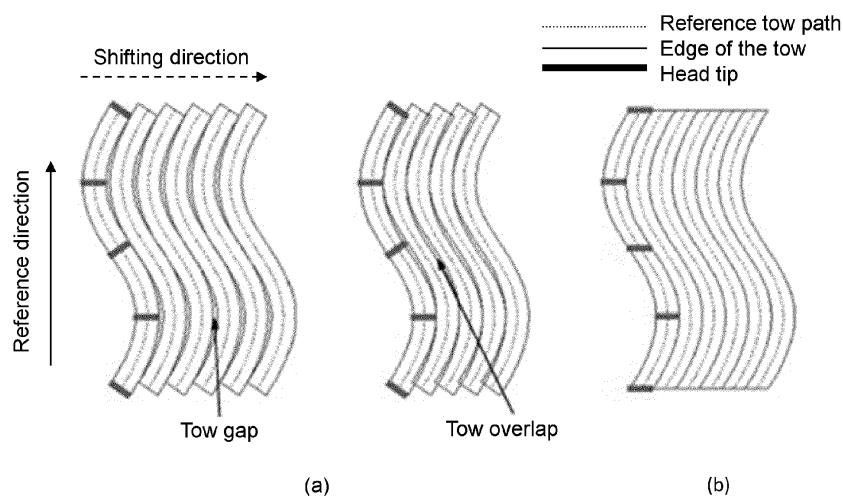 Reference tow path
Edge of the tow
Head tip
Shifting direction
Reference direction
Tow gap
Tow overlap
(a)
(b)